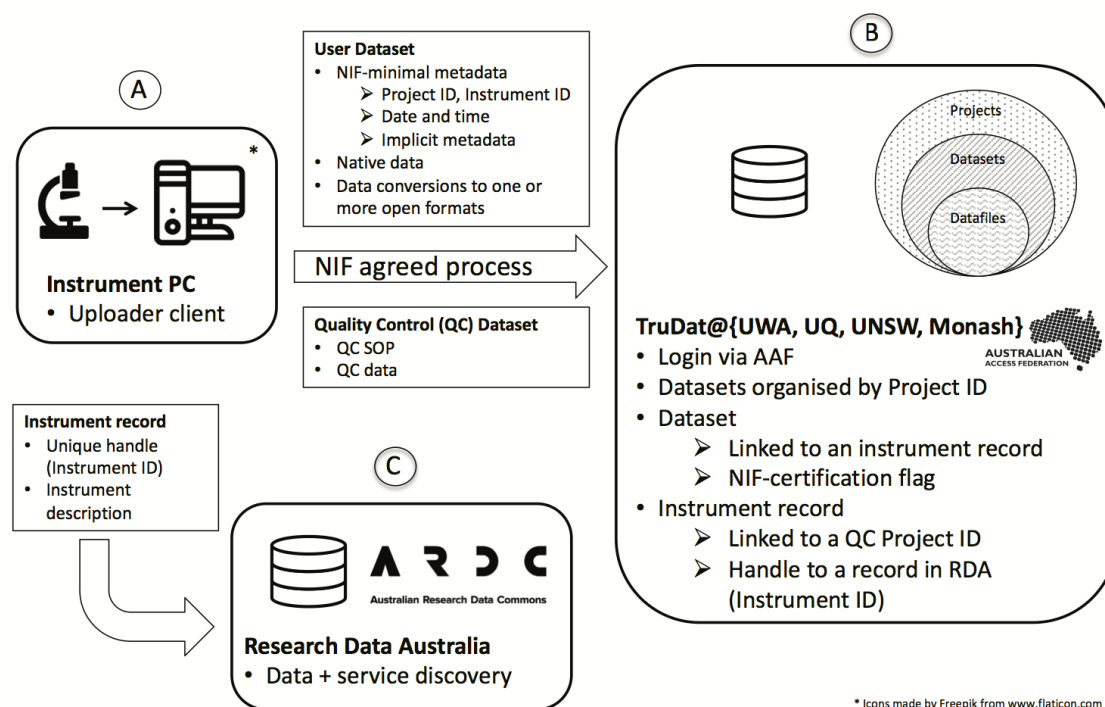 A
*
Instrument PC
• Uploader client
User Dataset
• NIF-minimal metadata
➢ Project ID, Instrument ID
➢ Date and time
➢ Implicit metadata
• Native data
• Data conversions to one or
more open formats
NIF agreed process
Quality Control (QC) Dataset
• QC SOP
• QC data
B
Projects
Datasets
Datafiles
TruDat@{UWA, UQ, UNSW, Monash}
AUSTRALIAN
ACCESS FEDERATION
• Login via AAF
• Datasets organised by Project ID
• Dataset
➢ Linked to an instrument record
➢ NIF-certification flag
• Instrument record
➢ Linked to a QC Project ID
➢ Handle to a record in RDA
(Instrument ID)
Instrument record
• Unique handle
(Instrument ID)
• Instrument
description
C
ARDC
Australian Research Data Commons
Research Data Australia
• Data + service discovery
* Icons made by Freepik from www.flaticon.com